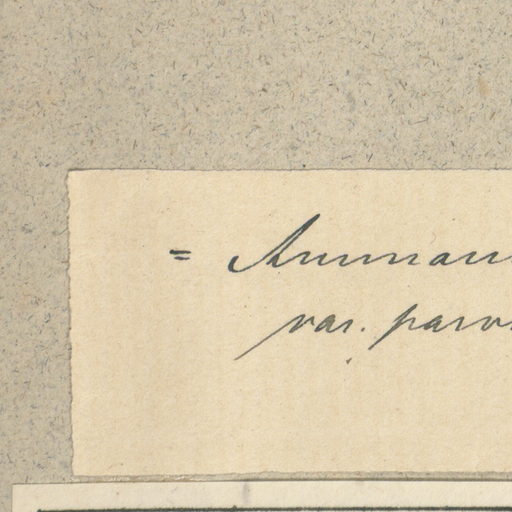 = Amman
var. parv